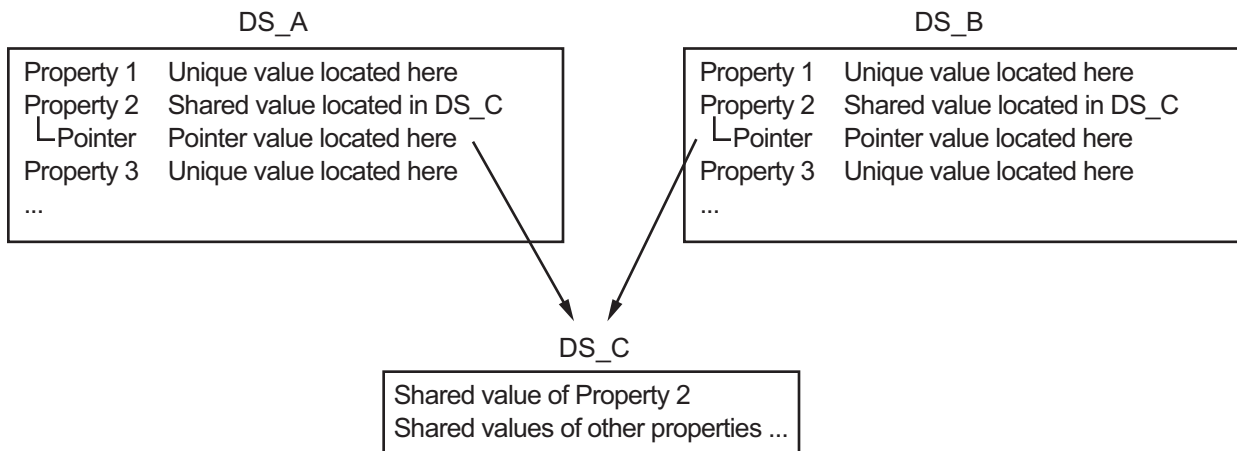 DS_A
Property 1 Unique value located here
Property 2 Shared value located in DS_C
Pointer Pointer value located here
Property 3 Unique value located here
...
DS_B
Property 1 Unique value located here
Property 2 Shared value located in DS_C
Pointer Pointer value located here
Property 3 Unique value located here
...
DS_C
Shared value of Property 2
Shared values of other properties ...